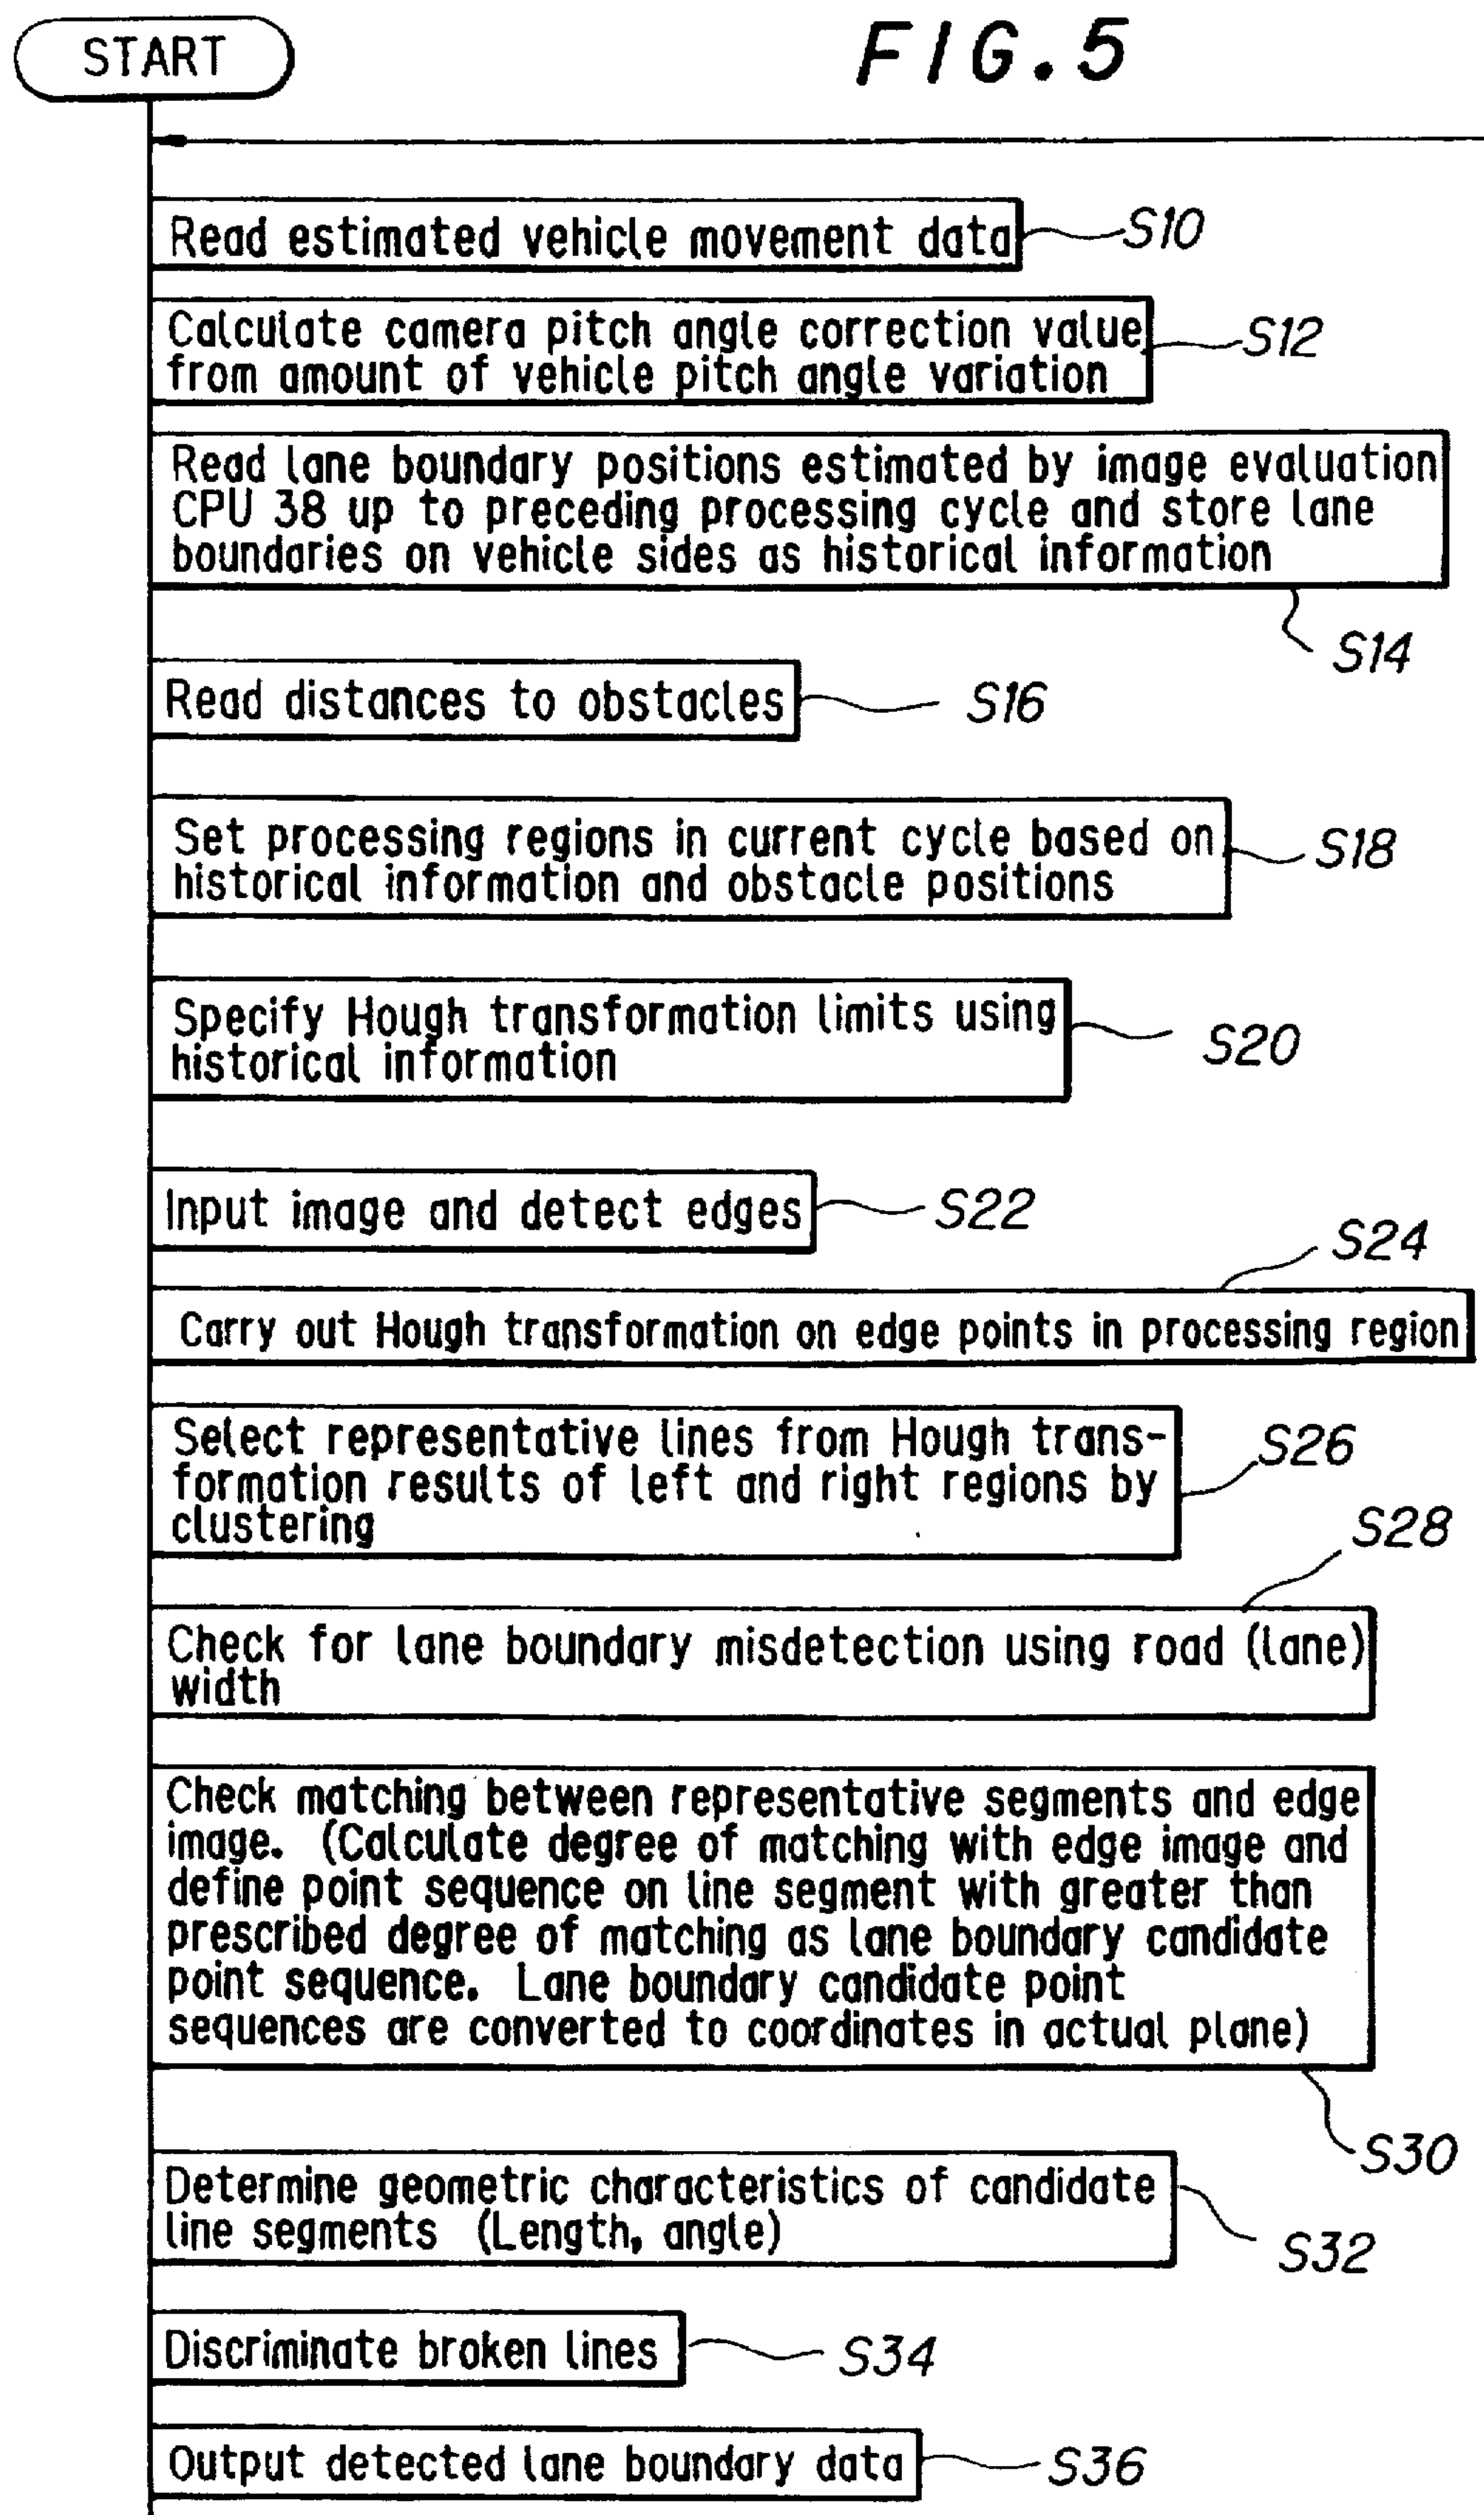 START
FIG.5
Read estimated vehicle movement data
S10
Calculate camera pitch angle correction value
from amount of vehicle pitch angle variation
S12
Read lane boundary positions estimated by image evaluation
CPU 38 up to preceding processing cycle and store lane
boundaries on vehicle sides as historical information
S14
Read distances to obstacles
S16
Set processing regions in current cycle based on
historical information and obstacle positions
S18
Specify Hough transformation limits using
historical information
S20
Input image and detect edges
S22
S24
Carry out Hough transformation on edge points in processing region
Select representative lines from Hough trans-
formation results of left and right regions by
clustering
S26
S28
Check for lane boundary misdetection using road (lane)
width
Check matching between representative segments and edge
image. (Calculate degree of matching with edge image and
define point sequence on line segment with greater than
prescribed degree of matching as lane boundary candidate
point sequence. Lane boundary candidate point
sequences are converted to coordinates in actual plane)
S30
Determine geometric characteristics of candidate
line segments (Length, angle)
S32
Discriminate broken lines
S34
Output detected lane boundary data
S36